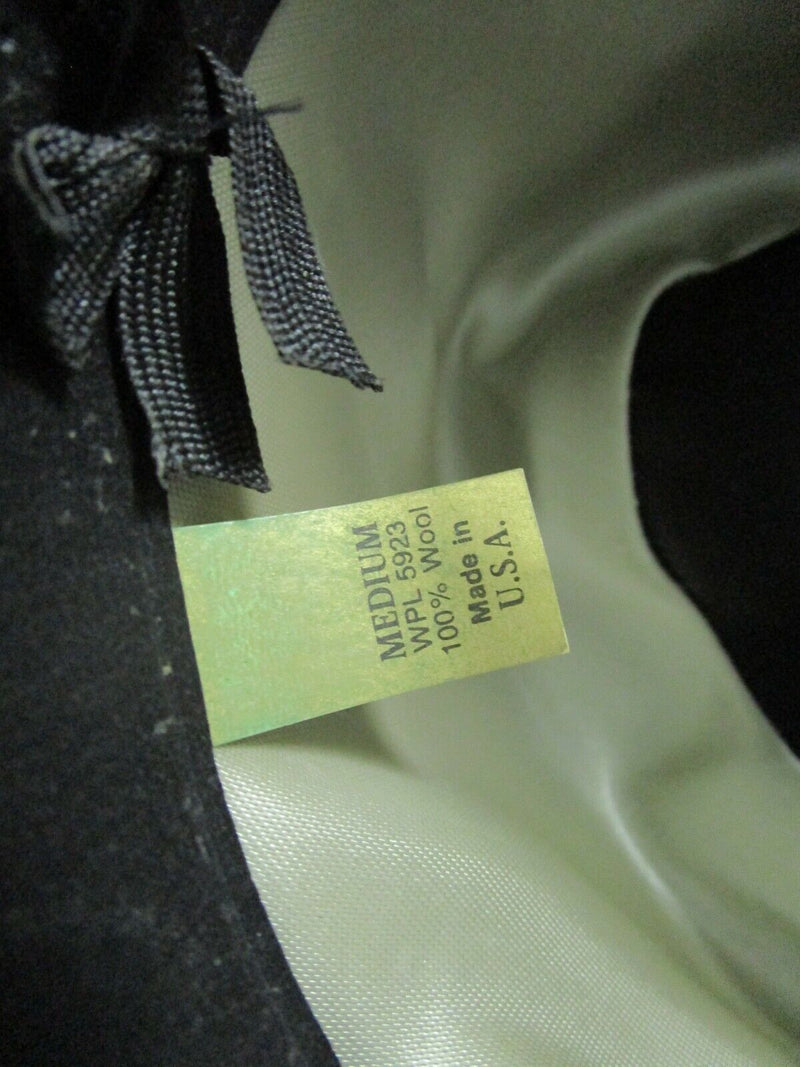 MEDIUM
WPL 5923
100% Wool
Made in
U.S.A.